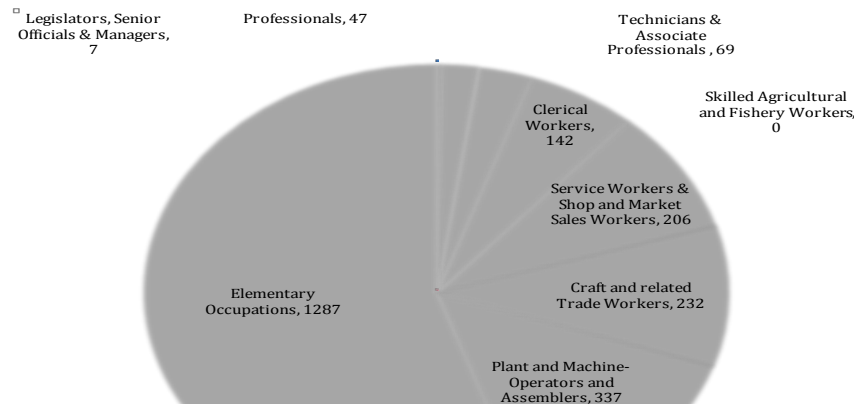 Legislators, Senior
Officials & Managers,
7
Professionals, 47
Technicians &
Associate
Professionals , 69
Skilled Agricultural
and Fishery Workers,
0
Clerical
Workers,
142
Service Workers &
Shop and Market
Sales Workers, 206
Craft and related
Trade Workers, 232
Elementary
Occupations, 1287
Plant and Machine-
Operators and
Assemblers, 337